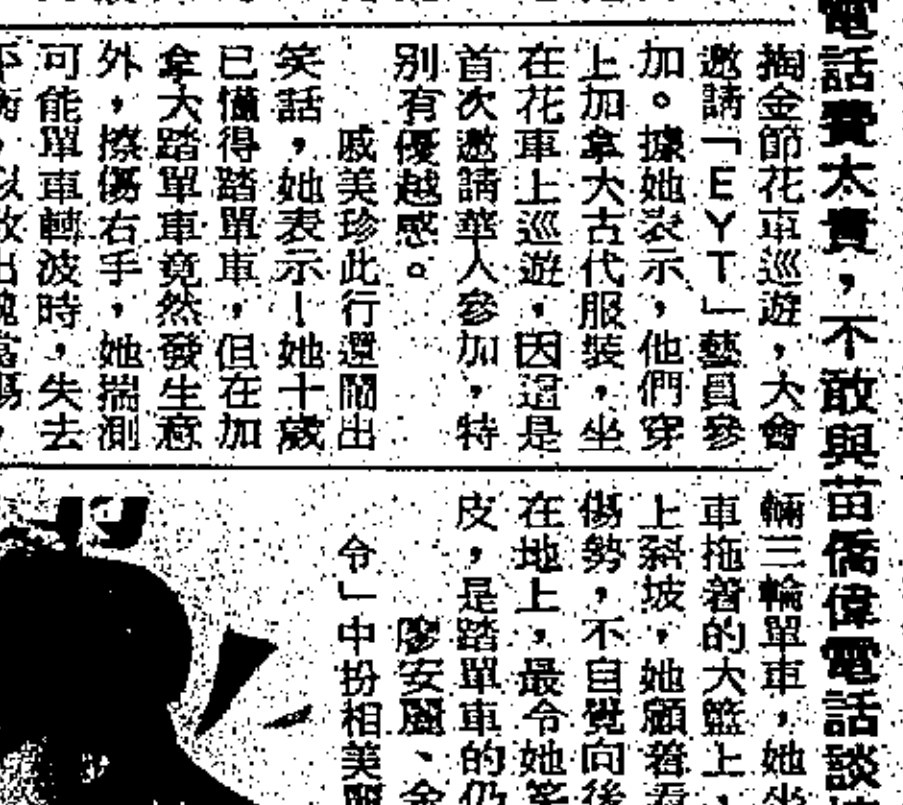 電話費太貴,不敢與苗僑偉電話談
掏金節花車巡遊,大會
邀請「EYT」藝員參
加。據她表示,他們穿
上加拿大古代服裝,坐
在花車上巡遊,因這是
首次邀請華人參加,特
別有優越感。
戚美珍此行還鬧出
笑話,她表示!她十歲
已懂得踏單車,但在加
拿大踏單車竟然發生意
外,擦傷右手,她揣測
可能單車轉波時,失去
輛三輪單車,她坐
車拖着的大籃上,
上斜坡,她顧着看
傷勢,不自覺向後
在地上,最令她笑
皮,是踏單車的仍
廖安麗、金
令」中扮相美